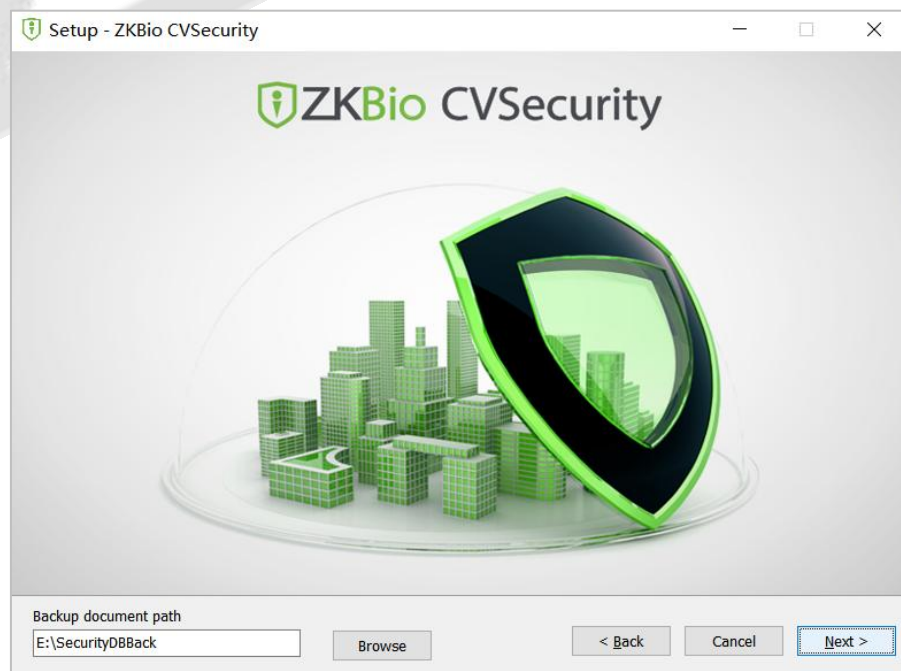 Setup - ZKBio CVSecurity
ZKBio CVSecurity
Backup document path
E:\SecurityDBBack
Browse
< Back
Cancel
Next >